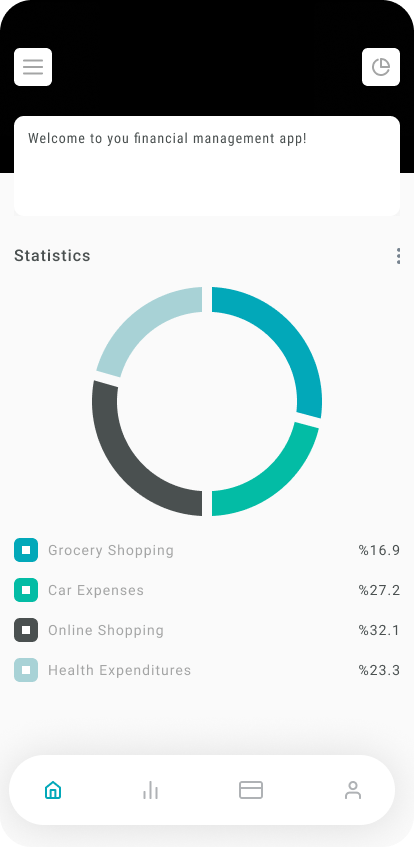 Welcome to you financial management app!
Statistics
Grocery Shopping %16.9
Car Expenses %27.2
Online Shopping %32.1
Health Expenditures %23.3